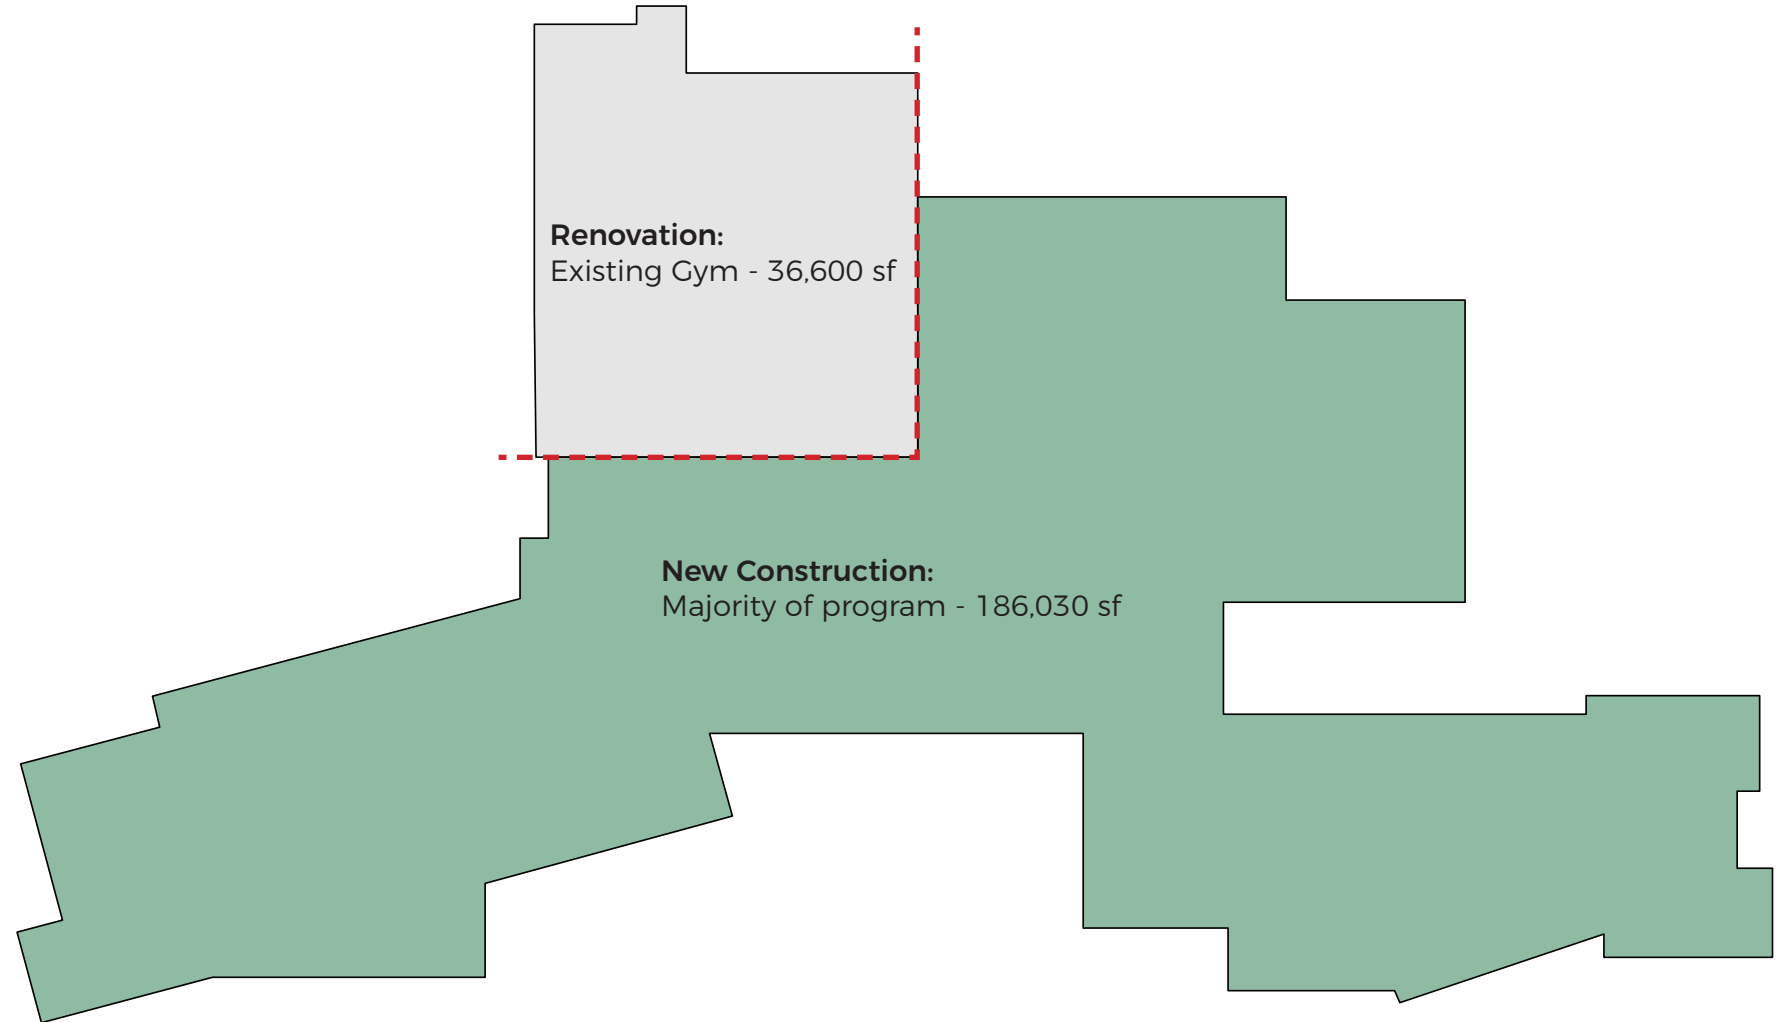 Renovation:
Existing Gym - 36,600 sf
New Construction:
Majority of program - 186,030 sf